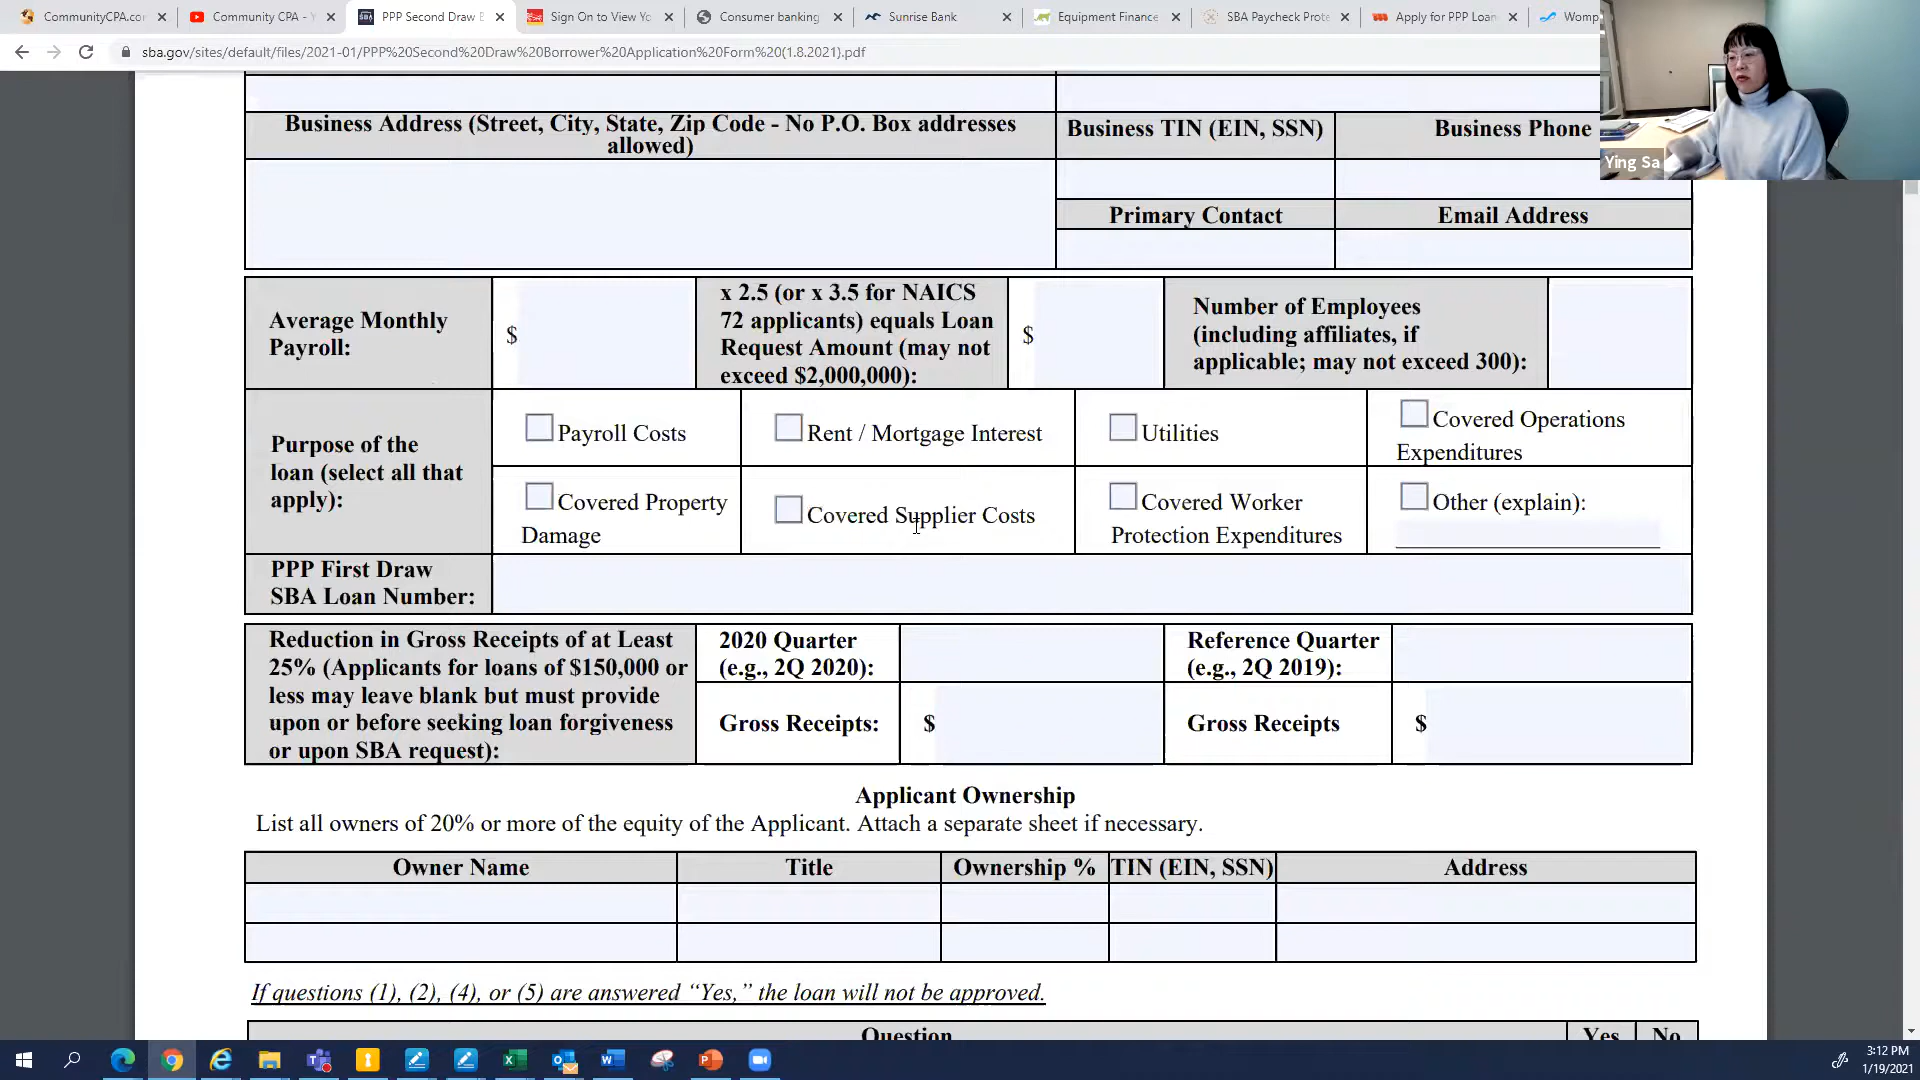 CommunityCPA.cor
Community CPA - Y
PPP Second Draw B
Sign On to View Yo
Consumer banking
Sunrise Bank
Equipment Finance
SBA Paycheck Prote
Apply for PPP Loan
Womp
sba.gov/sites/default/files/2021-01/PPP%20Second%20Draw%20Borrower%20Application%20Form%20(1.8.2021).pdf
Ying Sa
Business Address (Street, City, State, Zip Code - No P.O. Box addresses
allowed)
Business TIN (EIN, SSN)
Business Phone
Primary Contact
Email Address
Average Monthly
Payroll:
$
x 2.5 (or x 3.5 for NAICS
72 applicants) equals Loan
Request Amount (may not
exceed $2,000,000):
$
Number of Employees
(including affiliates, if
applicable; may not exceed 300):
Purpose of the
loan (select all that
apply):
Payroll Costs
Rent / Mortgage Interest
Utilities
Covered Operations
Expenditures
Covered Property
Damage
Covered Supplier Costs
Covered Worker
Protection Expenditures
Other (explain):
PPP First Draw
SBA Loan Number:
Reduction in Gross Receipts of at Least
25% (Applicants for loans of $150,000 or
less may leave blank but must provide
upon or before seeking loan forgiveness
or upon SBA request):
2020 Quarter
(e.g., 2Q 2020):
Reference Quarter
(e.g., 2Q 2019):
Gross Receipts:
$
Gross Receipts
$
Applicant Ownership
List all owners of 20% or more of the equity of the Applicant. Attach a separate sheet if necessary.
Owner Name
Title
Ownership %
TIN (EIN, SSN)
Address
If questions (1), (2), (4), or (5) are answered “Yes,” the loan will not be approved.
Question
Yes
No
3:12 PM
1/19/2021